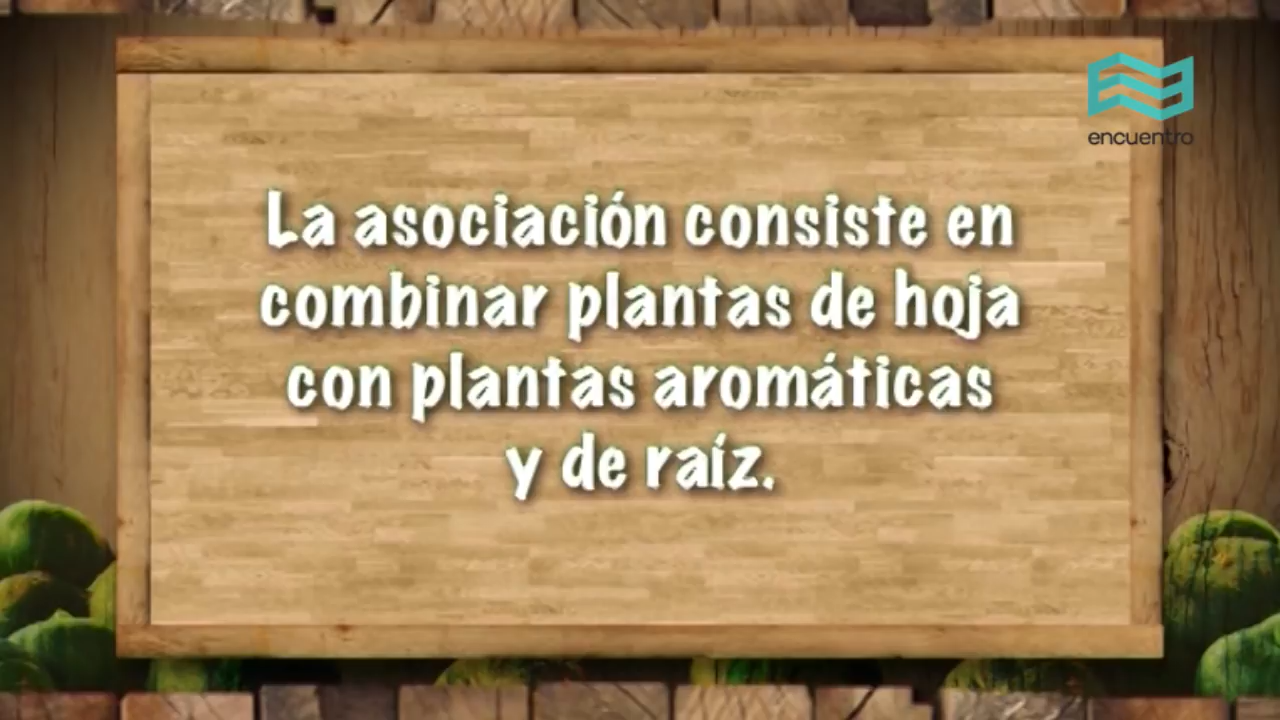 encuentro
La asociación consiste en
combinar plantas de hoja
con plantas aromáticas
y de raíz.